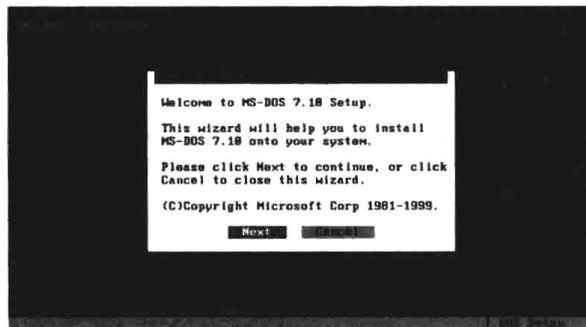 Welcome to MS-DOS 7.10 Setup.
This wizard will help you to install
MS-DOS 7.10 onto your system.
Please click Next to continue, or click
Cancel to close this wizard.
(C)Copyright Microsoft Corp 1981-1999.
Next
Cancel